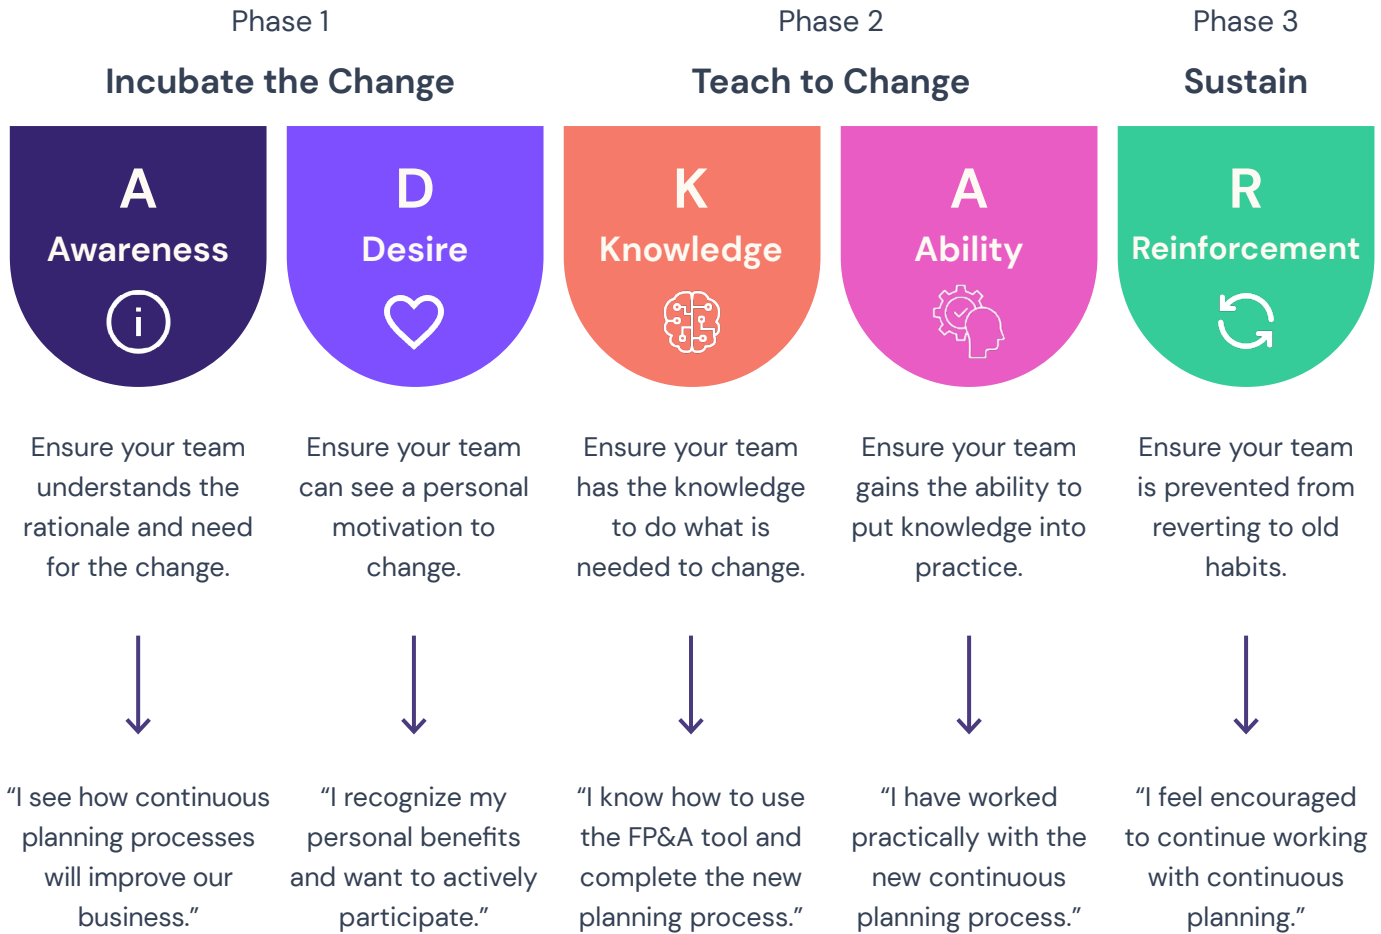 Phase 1
Incubate the Change
Phase 2
Teach to Change
Phase 3
Sustain
A
Awareness
i
Ensure your team
understands the
rationale and need
for the change.
“I see how continuous
planning processes
will improve our
business.”
D
Desire
Ensure your team
can see a personal
motivation to
change.
“I recognize my
personal benefits
and want to actively
participate.”
K
Knowledge
Ensure your team
has the knowledge
to do what is
needed to change.
“I know how to use
the FP&A tool and
complete the new
planning process.”
A
Ability
Ensure your team
gains the ability to
put knowledge into
practice.
“I have worked
practically with the
new continuous
planning process.”
R
Reinforcement
Ensure your team
is prevented from
reverting to old
habits.
“I feel encouraged
to continue working
with continuous
planning.”